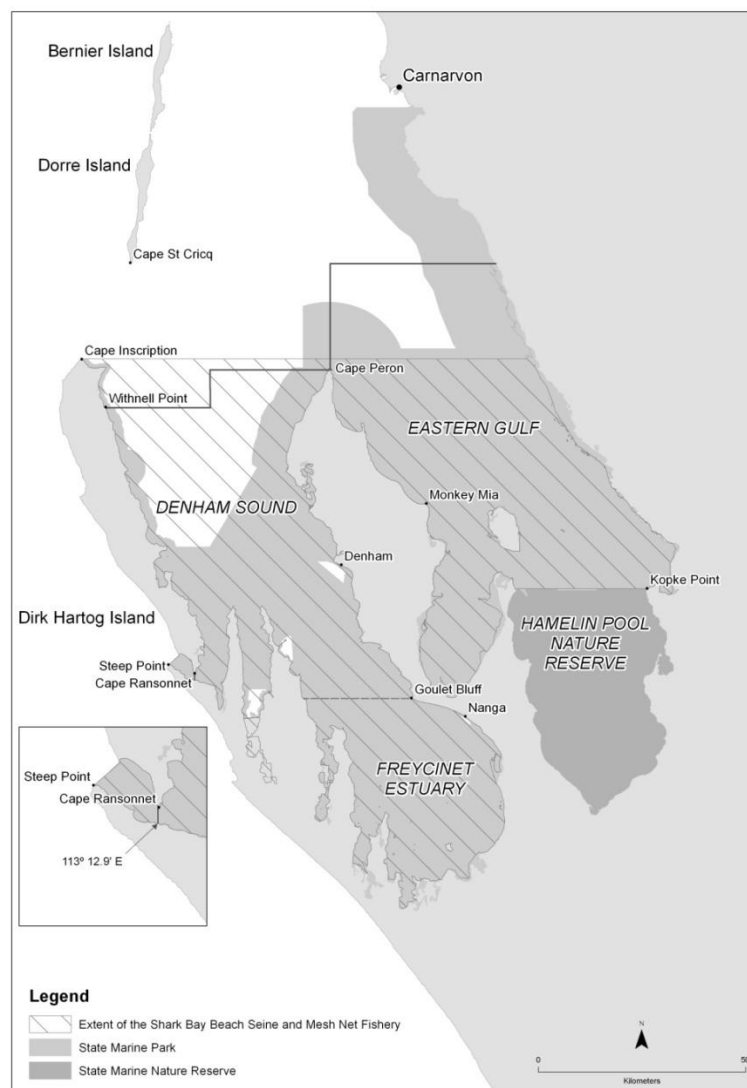 Bernier Island
Carnarvon
Dorre Island
Cape St Cricq
Cape Inscription
Cape Peron
Withnell Point
EASTERN GULF
Monkey Mia
DENHAM SOUND
Denham
Kopke Point
Dirk Hartog Island
HAMELIN POOL
NATURE
RESERVE
Steep Point
Cape Ransonnet
Goulet Bluff
Nanga
FREYCINET
ESTUARY
Steep Point
Cape Ransonnet
113° 12.9' E
Legend
Extent of the Shark Bay Beach Seine and Mesh Net Fishery
State Marine Park
State Marine Nature Reserve
N
0
Kilometers